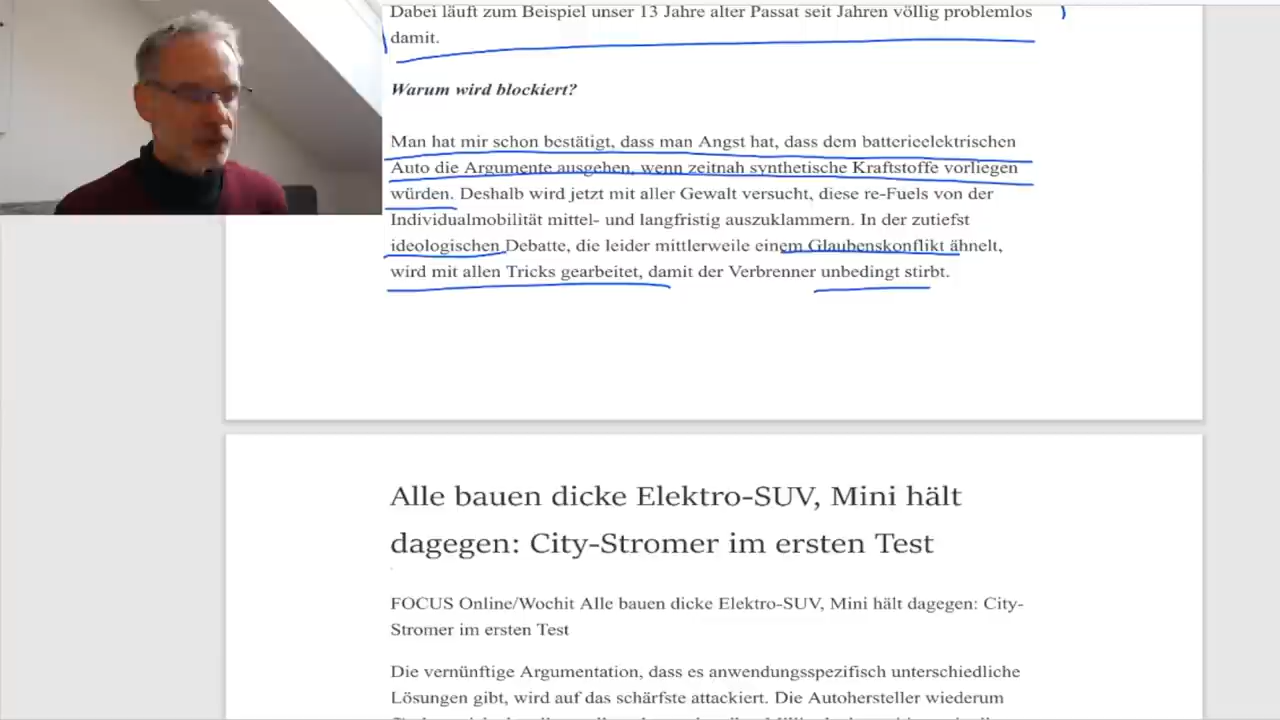 Dabei läuft zum Beispiel unser 13 Jahre alter Passat seit Jahren völlig problemlos
damit.
Warum wird blockiert?
Man hat mir schon bestätigt, dass man Angst hat, dass dem batterieelektrischen
Auto die Argumente ausgehen, wenn zeitnah synthetische Kraftstoffe vorliegen
würden. Deshalb wird jetzt mit aller Gewalt versucht, diese re-Fuels von der
Individualmobilität mittel- und langfristig auszuklammern. In der zutiefst
ideologischen Debatte, die leider mittlerweile einem Glaubenskonflikt ähnelt,
wird mit allen Tricks gearbeitet, damit der Verbrenner unbedingt stirbt.
Alle bauen dicke Elektro-SUV, Mini hält
dagegen: City-Stromer im ersten Test
FOCUS Online/Wochit Alle bauen dicke Elektro-SUV, Mini hält dagegen: City-
Stromer im ersten Test
Die vernünftige Argumentation, dass es anwendungsspezifisch unterschiedliche
Lösungen gibt, wird auf das schärfste attackiert. Die Autohersteller wiederum